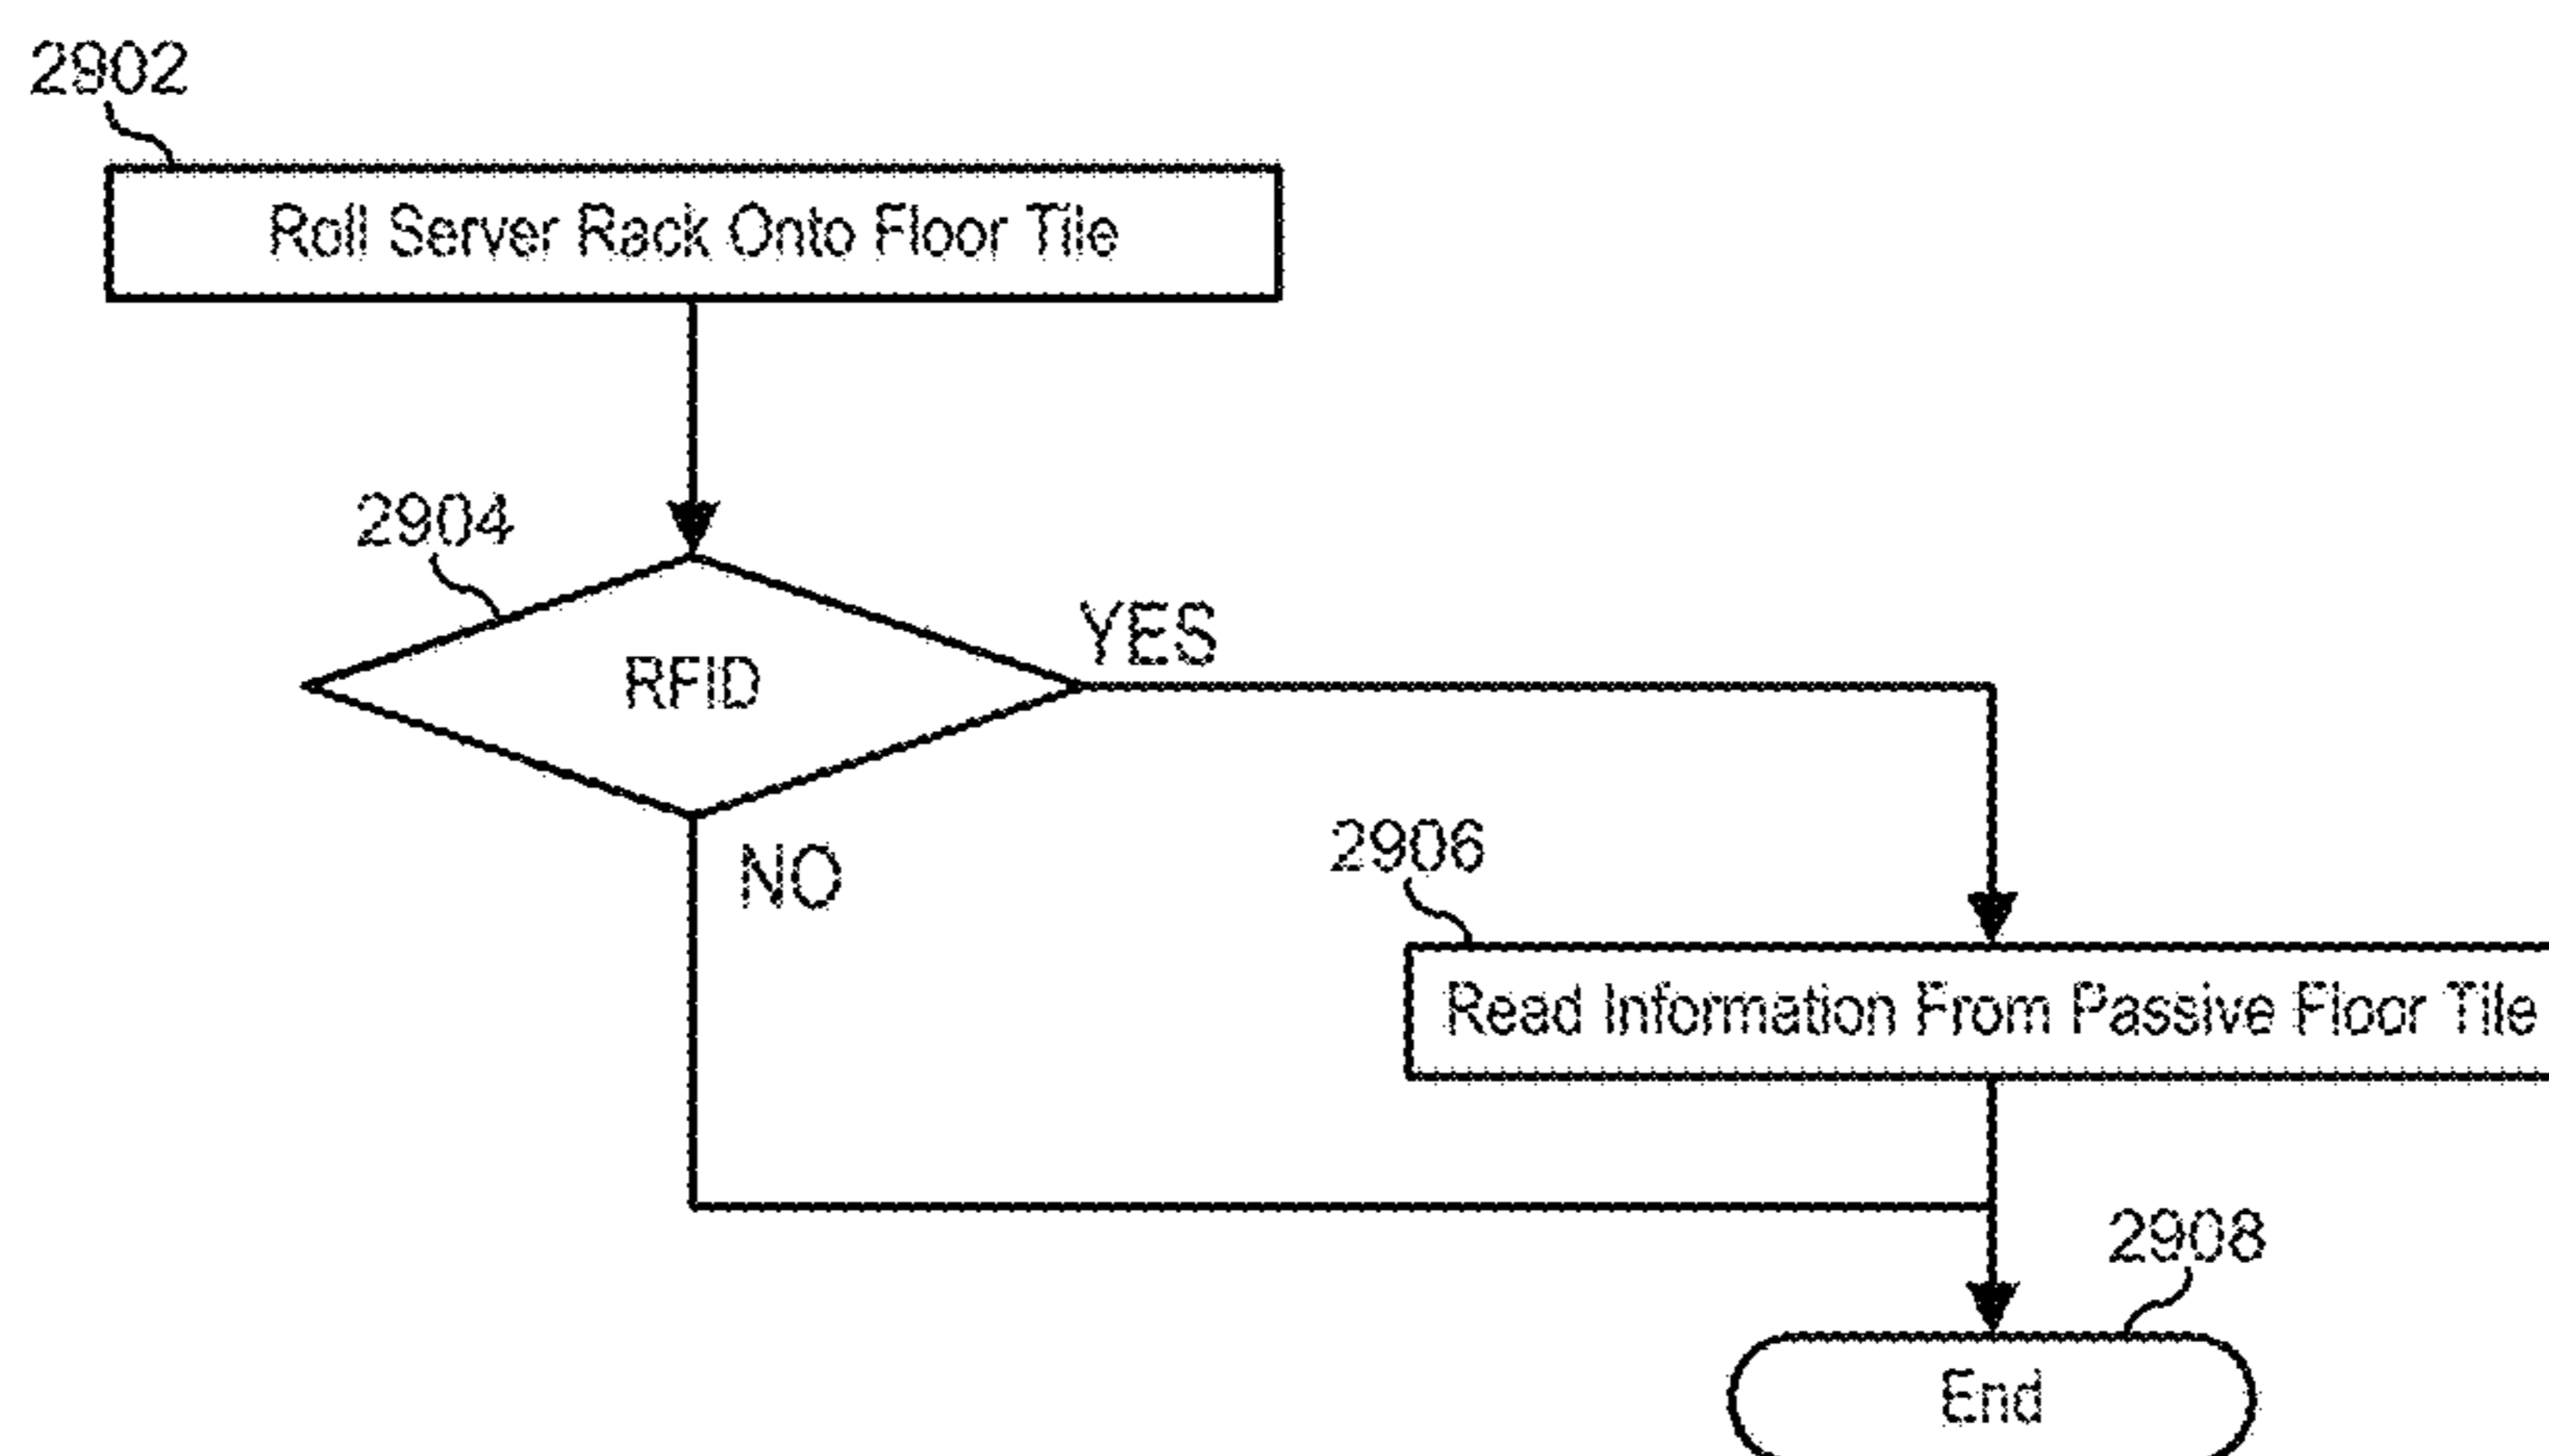 2902
Roll Server Rack Onto Floor Tile
2904
RFID
YES
NO
2906
Read Information From Passive Floor Tile
2908
End